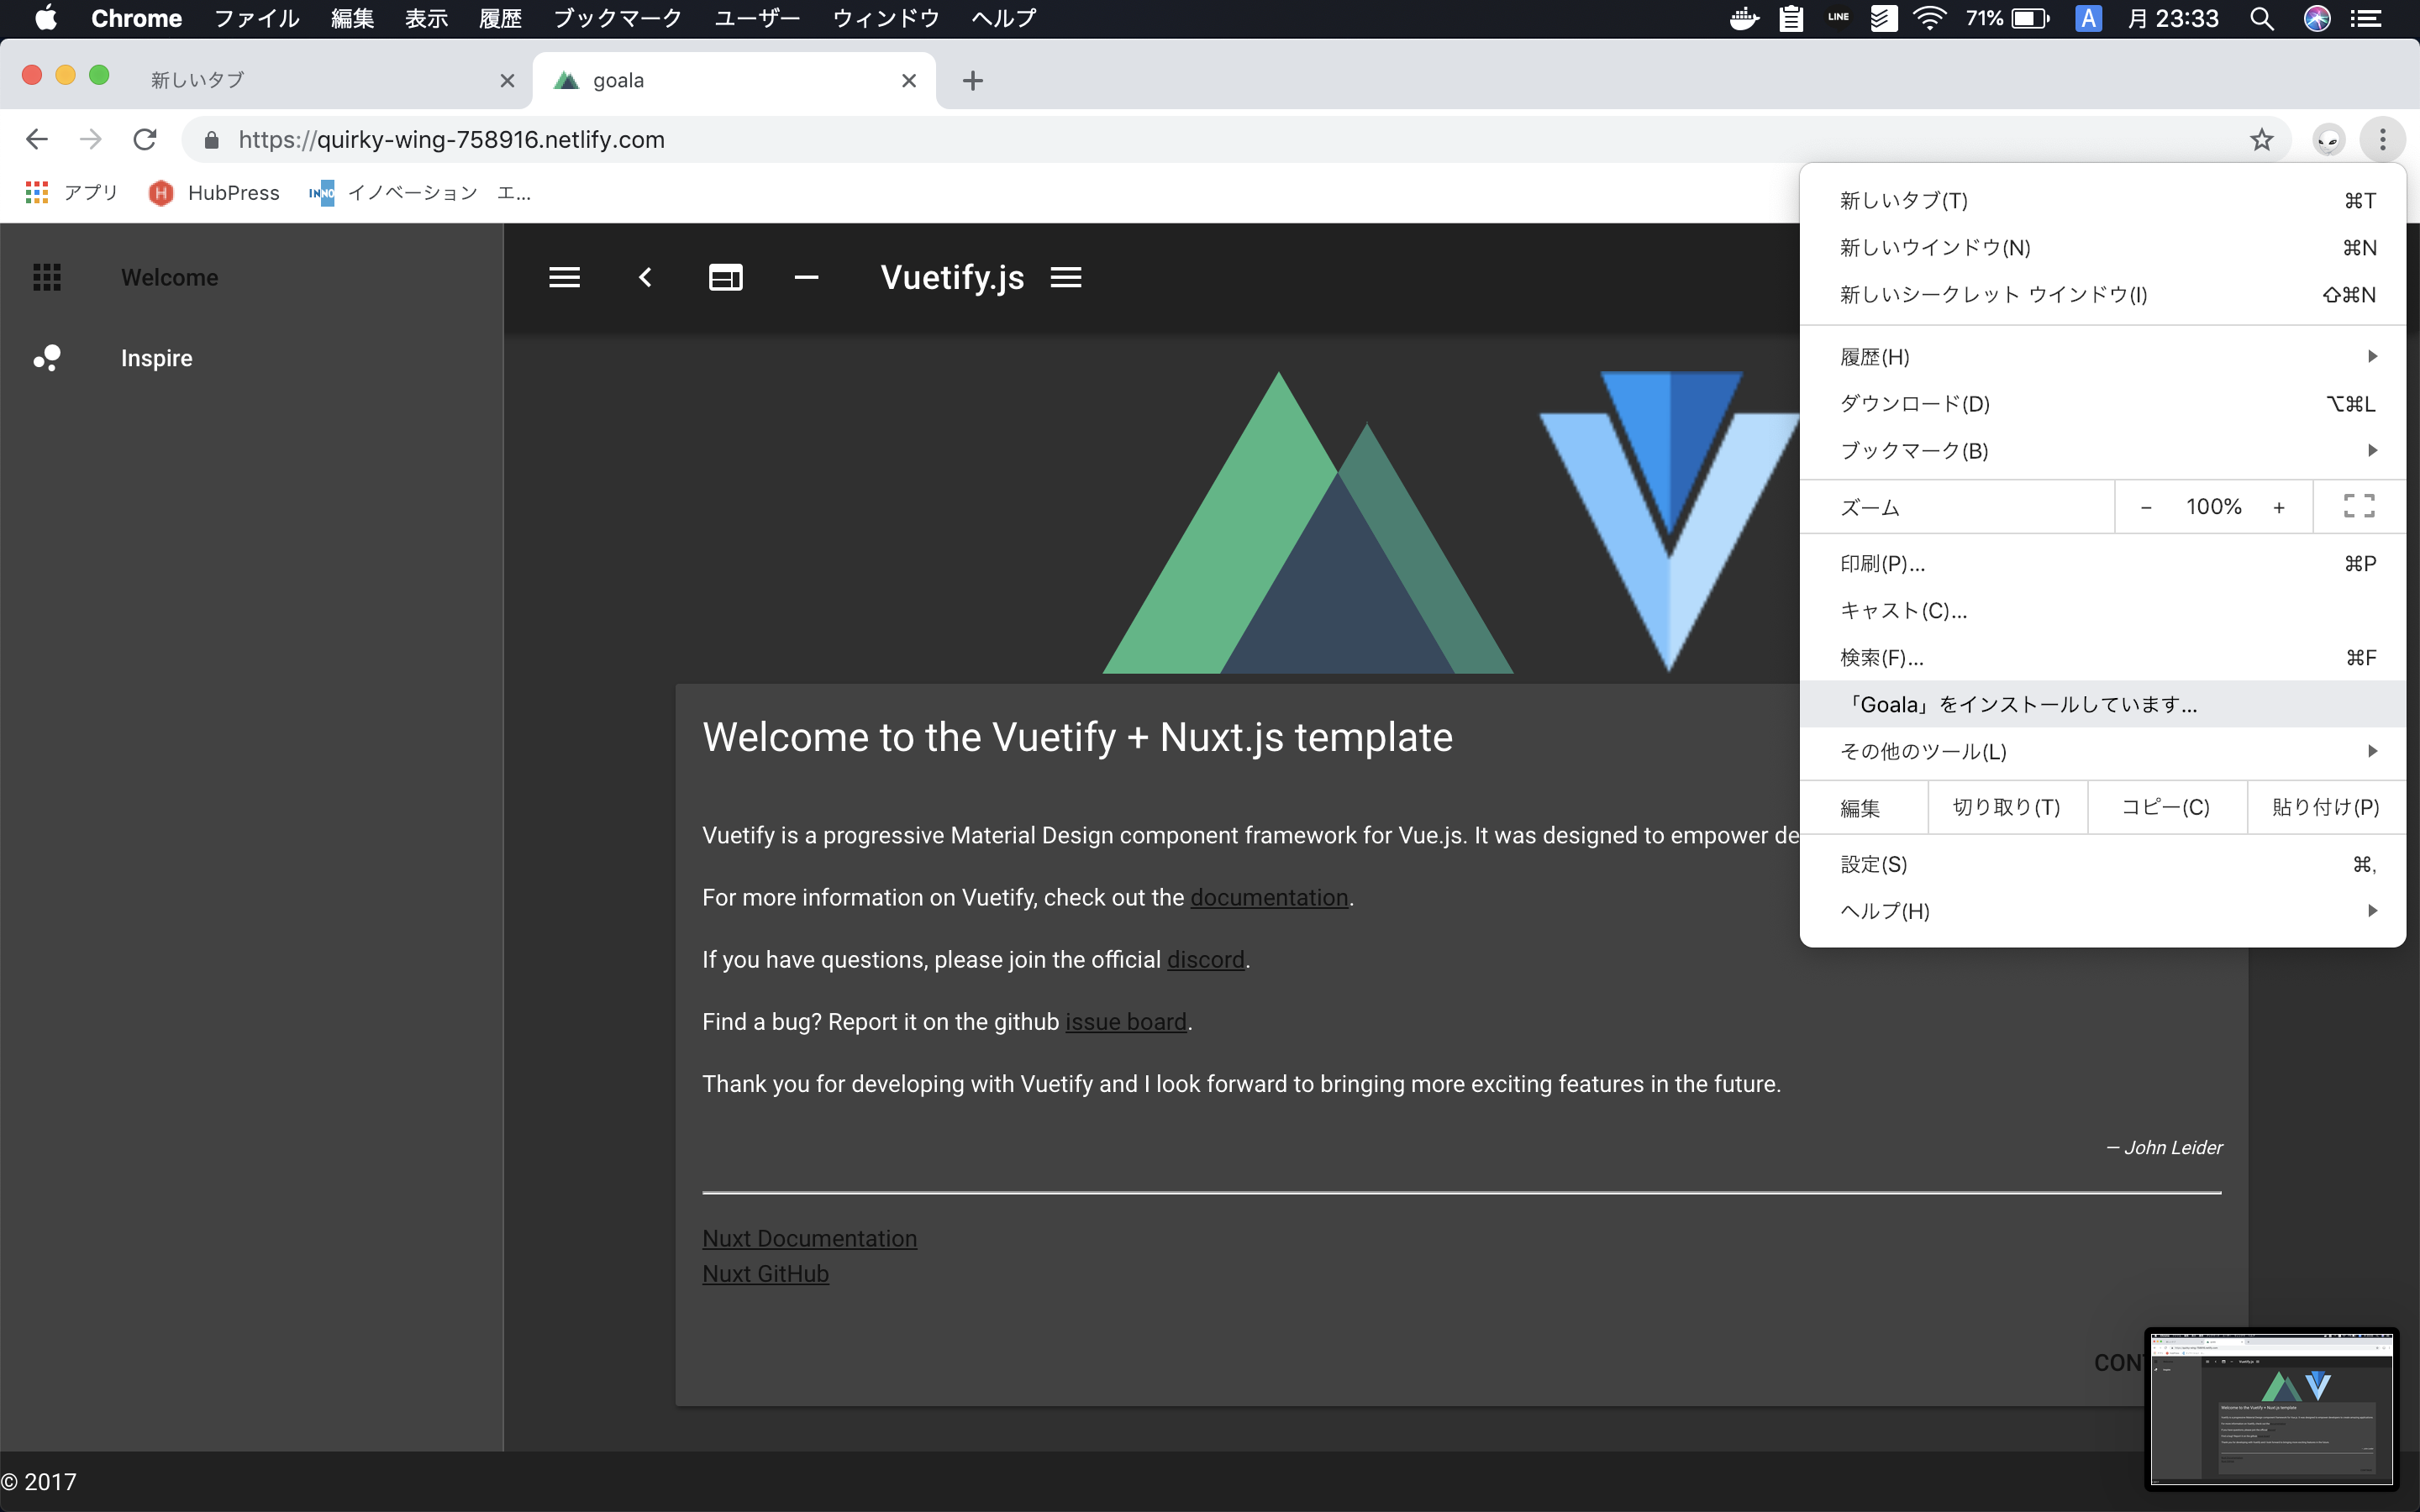 Chrome ファイル 編集 表示 履歴 ブックマーク ユーザー ウィンドウ ヘルプ LINE 71% A 月 23:33
新しいタブ goala
https://quirky-wing-758916.netlify.com
アプリ HubPress INNO イノベーション エ...
Welcome
Inspire
Vuetify.js
新しいタブ(T) ⌘T
新しいウインドウ(N) ⌘N
新しいシークレット ウインドウ(I) ⇧⌘N
履歴(H)
ダウンロード(D) ⌥⌘L
ブックマーク(B)
ズーム - 100% +
印刷(P)... ⌘P
キャスト(C)...
検索(F)... ⌘F
「Goala」をインストールしています...
その他のツール(L)
編集 切り取り(T) コピー(C) 貼り付け(P)
設定(S) ⌘,
ヘルプ(H)
Welcome to the Vuetify + Nuxt.js template
Vuetify is a progressive Material Design component framework for Vue.js. It was designed to empower de
For more information on Vuetify, check out the documentation.
If you have questions, please join the official discord.
Find a bug? Report it on the github issue board.
Thank you for developing with Vuetify and I look forward to bringing more exciting features in the future.
— John Leider
Nuxt Documentation
Nuxt GitHub
CON
© 2017